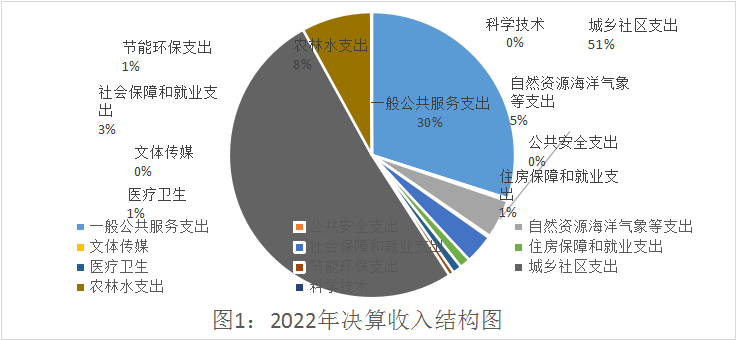 科学技术
0%
城乡社区支出
51%
节能环保支出
1%
农林水支出
8%
社会保障和就业支
出
3%
自然资源海洋气象
等支出
5%
一般公共服务支出
30%
文体传媒
0%
公共安全支出
0%
医疗卫生
1%
住房保障和就业支
出
1%
一般公共服务支出
公共安全支出
自然资源海洋气象等支出
文体传媒
社会保障和就业支出
住房保障和就业支出
医疗卫生
节能环保支出
城乡社区支出
农林水支出
科学技术
图1：2022年决算收入结构图